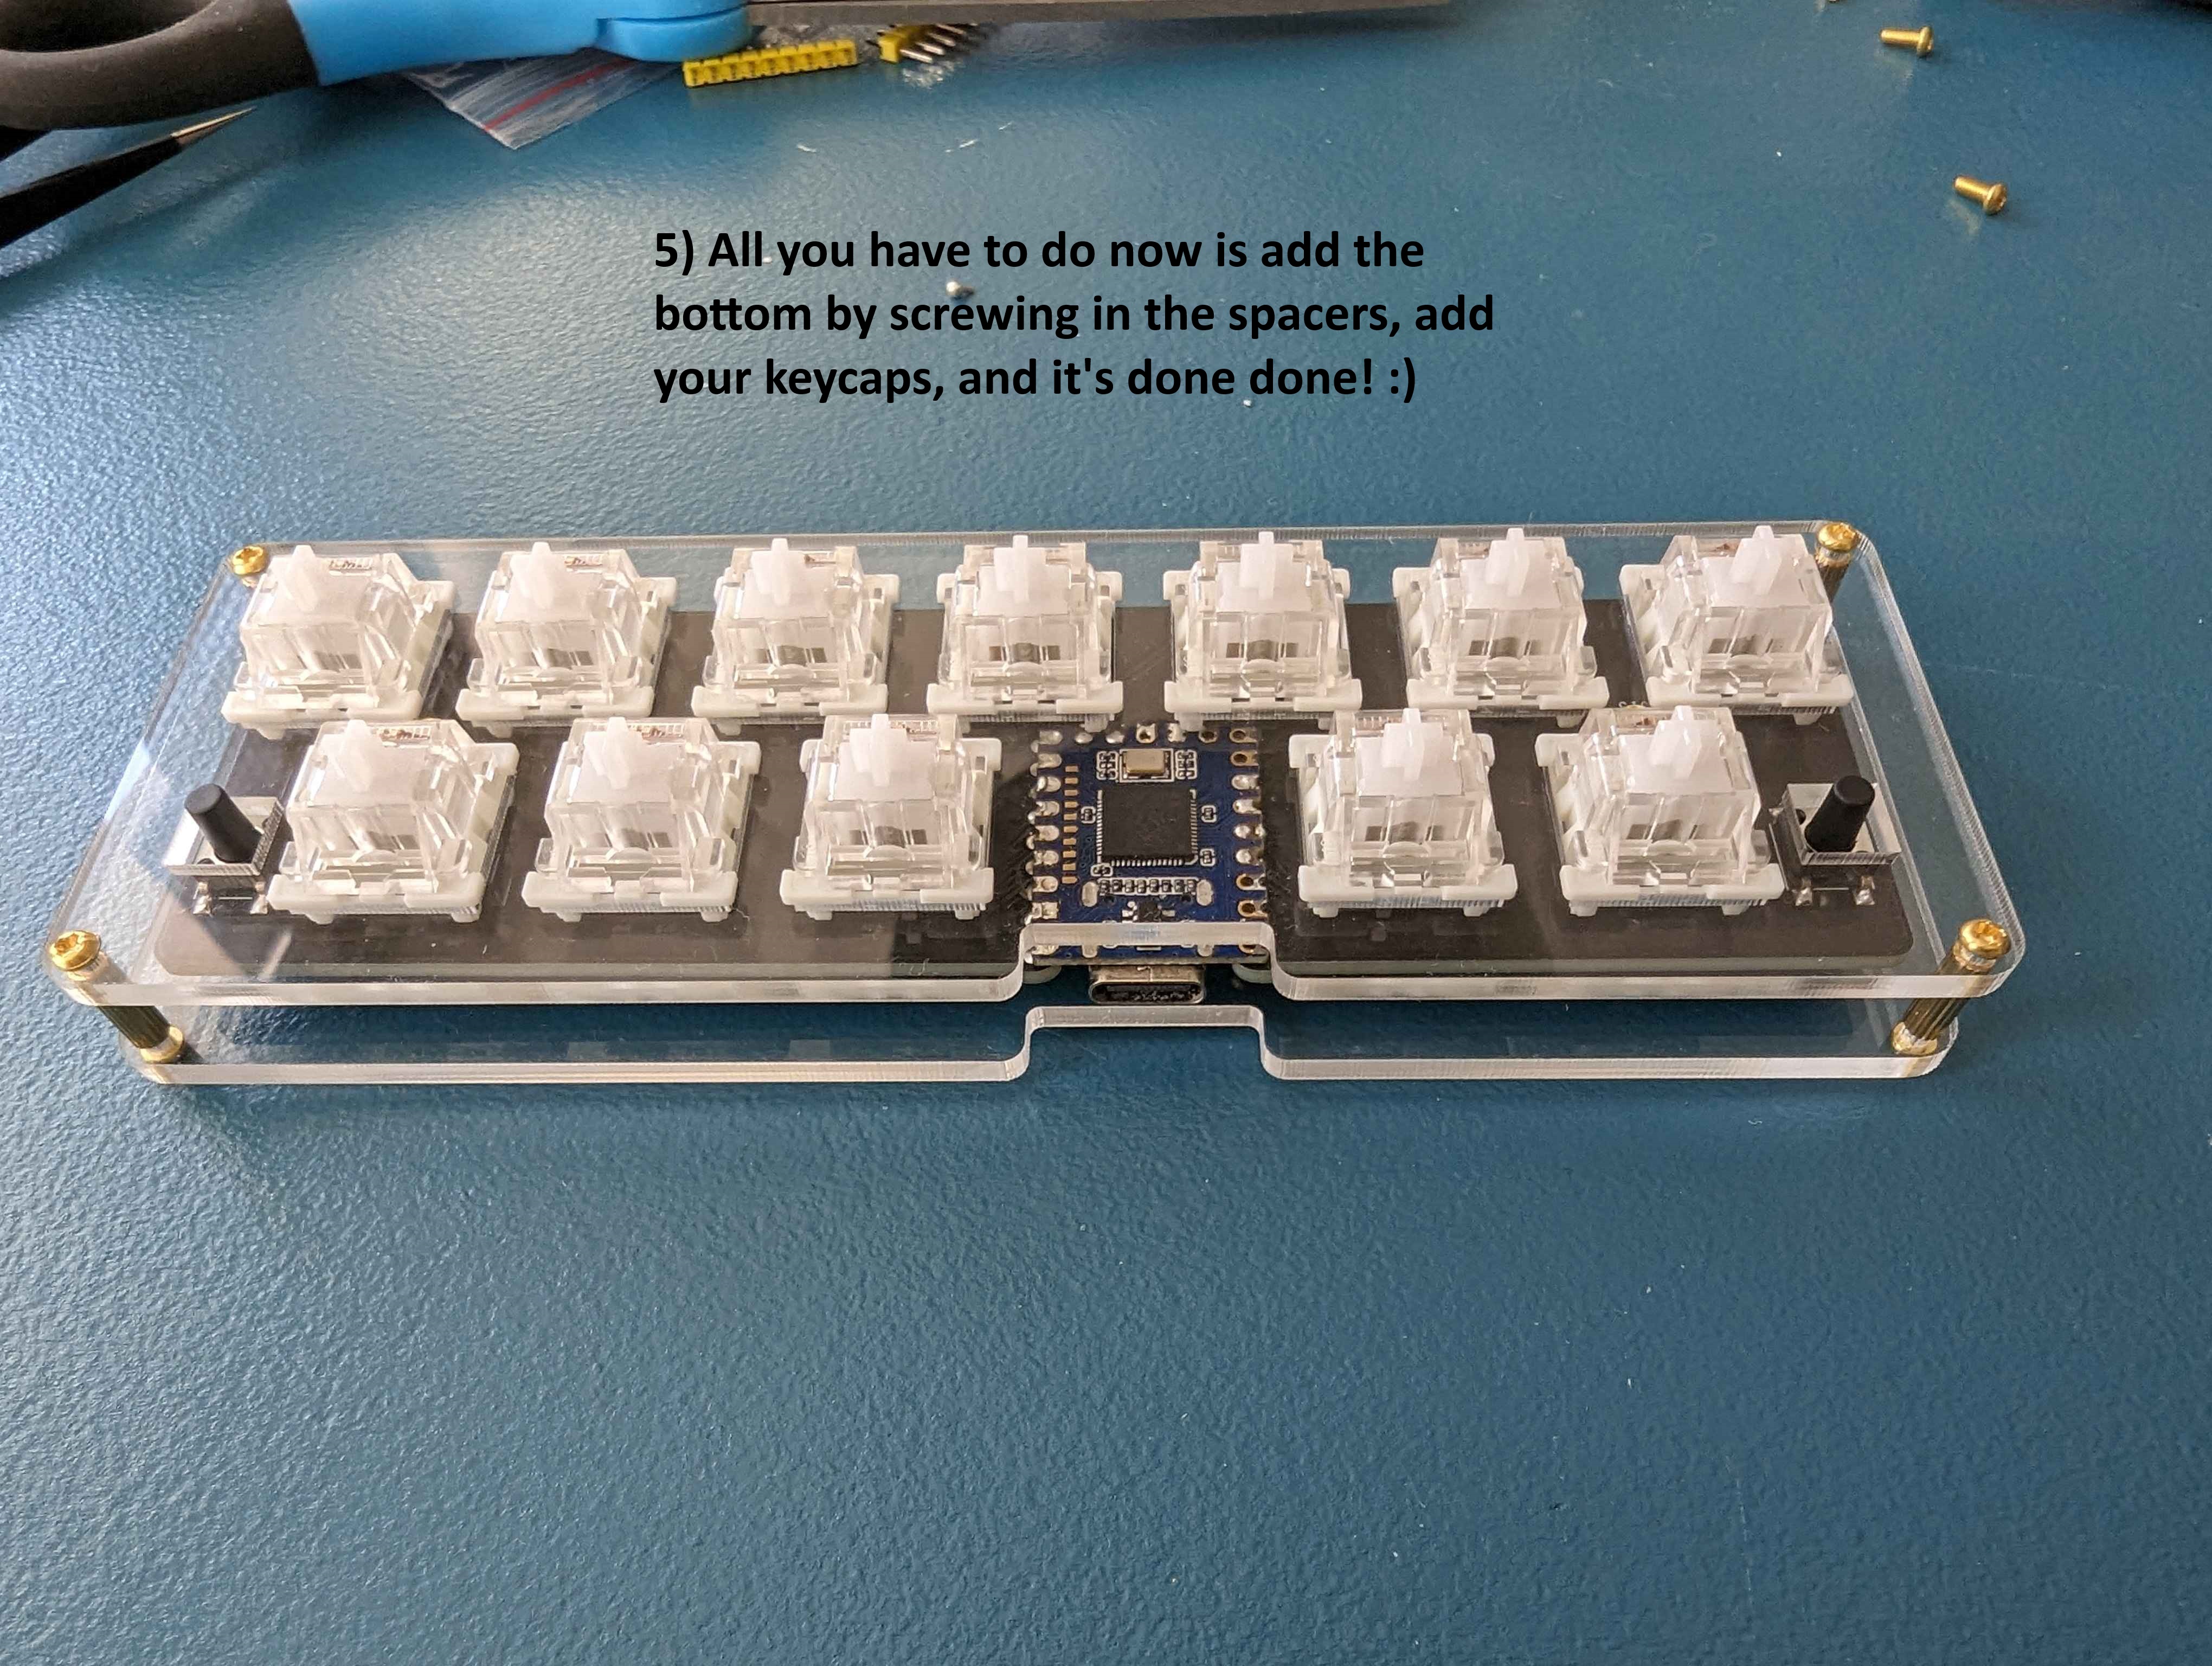 5) All you have to do now is add the
bottom by screwing in the spacers, add
your keycaps, and it's done done! :)